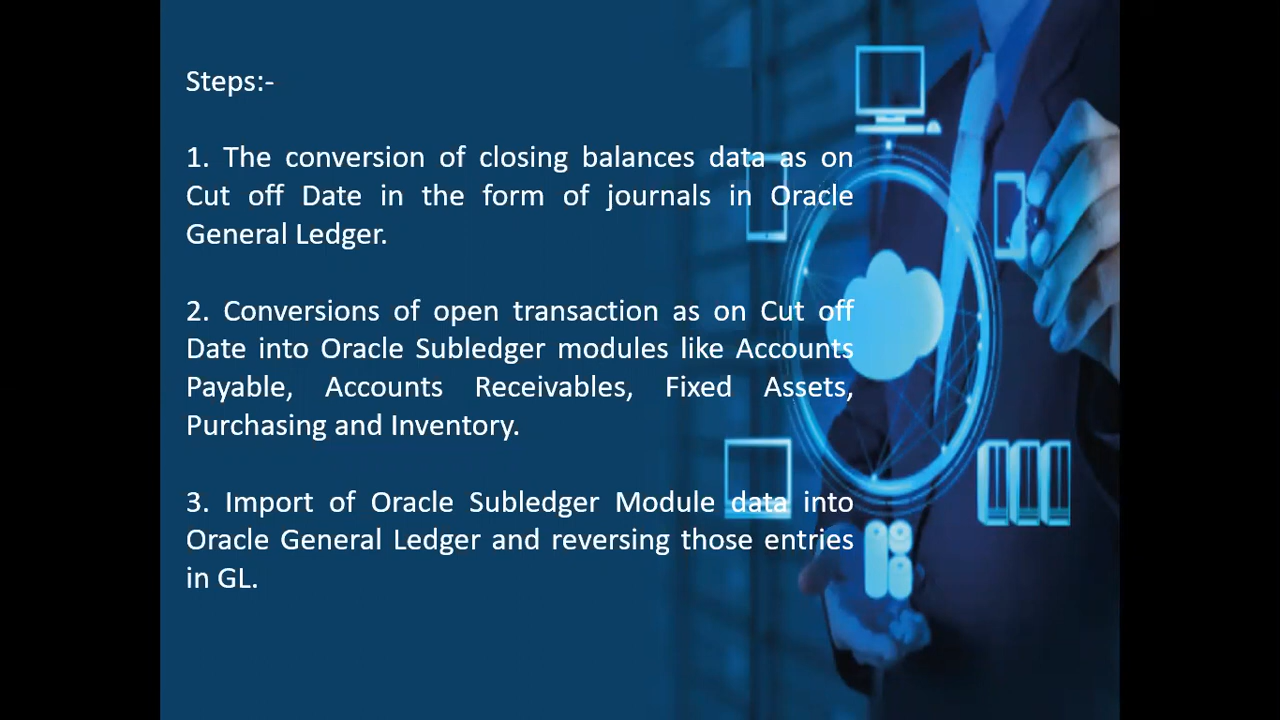 Steps:-
1. The conversion of closing balances data as on
Cut off Date in the form of journals in Oracle
General Ledger.
2. Conversions of open transaction as on Cut off
Date into Oracle Subledger modules like Accounts
Payable, Accounts Receivables, Fixed Assets,
Purchasing and Inventory.
3. Import of Oracle Subledger Module data into
Oracle General Ledger and reversing those entries
in GL.